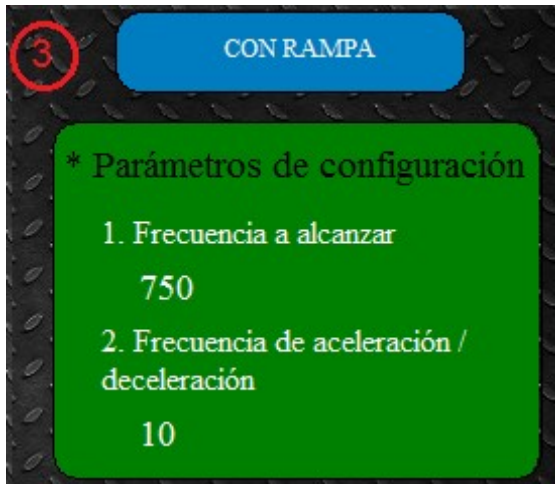 3
CON RAMPA
* Parámetros de configuración
1. Frecuencia a alcanzar
750
2. Frecuencia de aceleración /
deceleración
10